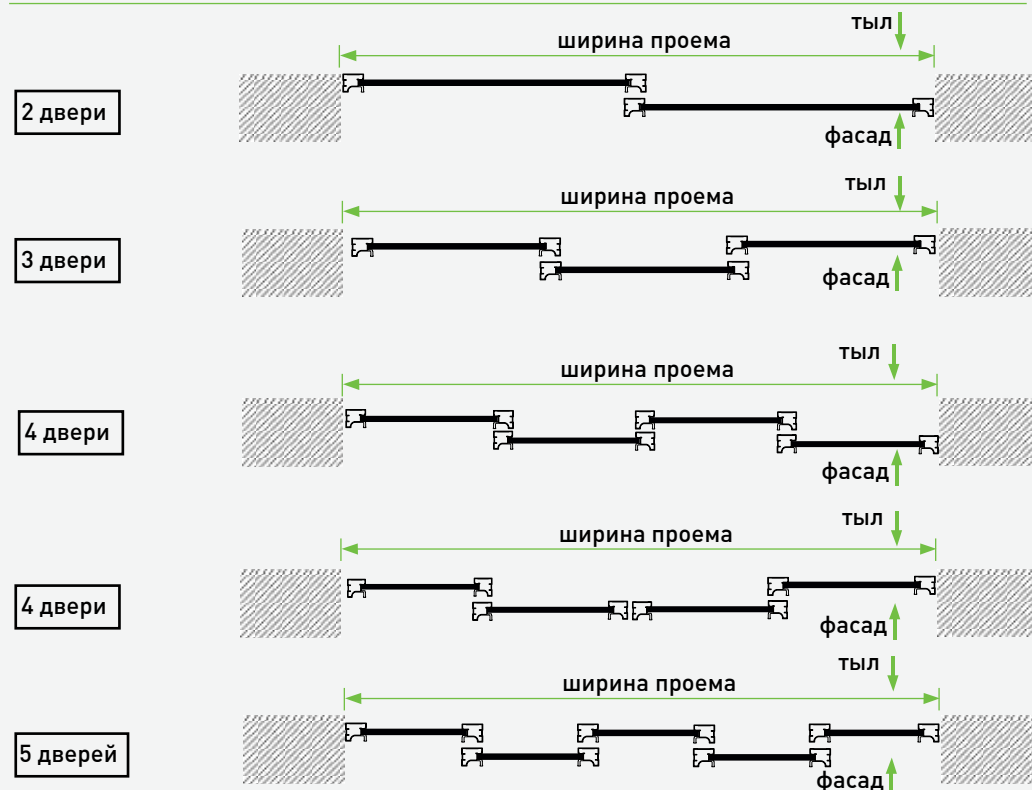 тыл
ширина проема
2 двери
фасад
тыл
ширина проема
3 двери
фасад
тыл
ширина проема
4 двери
фасад
тыл
ширина проема
4 двери
фасад
тыл
ширина проема
5 дверей
фасад